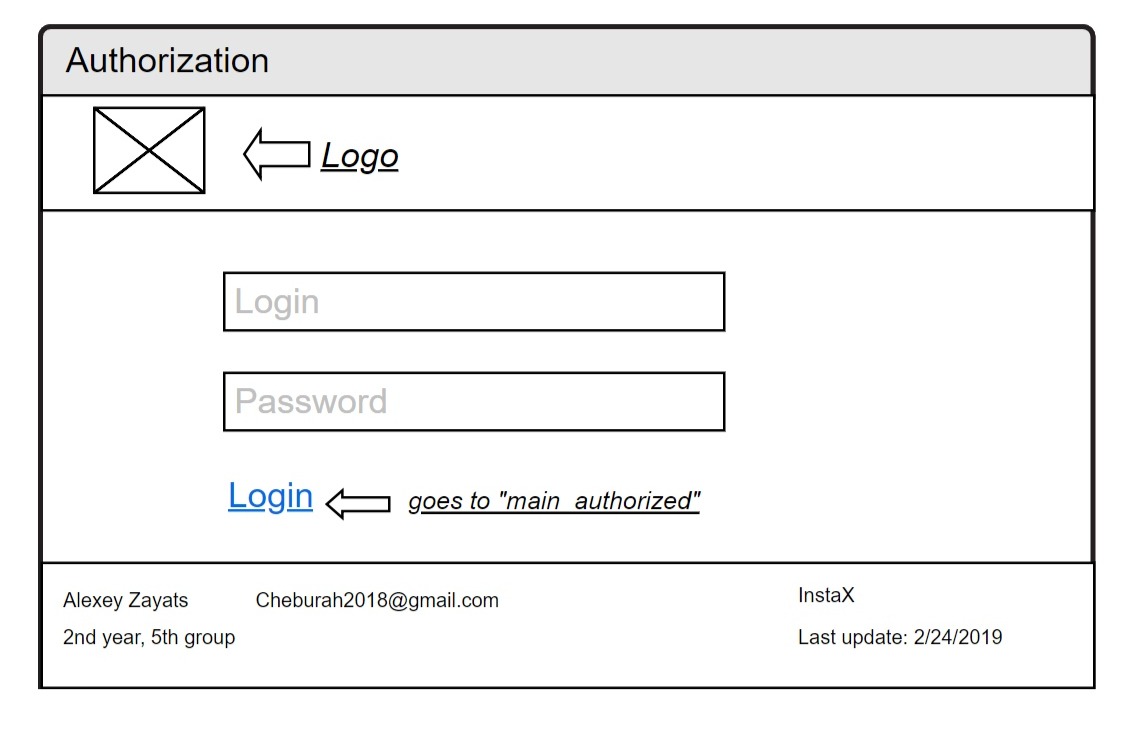 Authorization
Logo
Login
Password
Login goes to "main_authorized"
Alexey Zayats Cheburah2018@gmail.com InstaX
2nd year, 5th group Last update: 2/24/2019